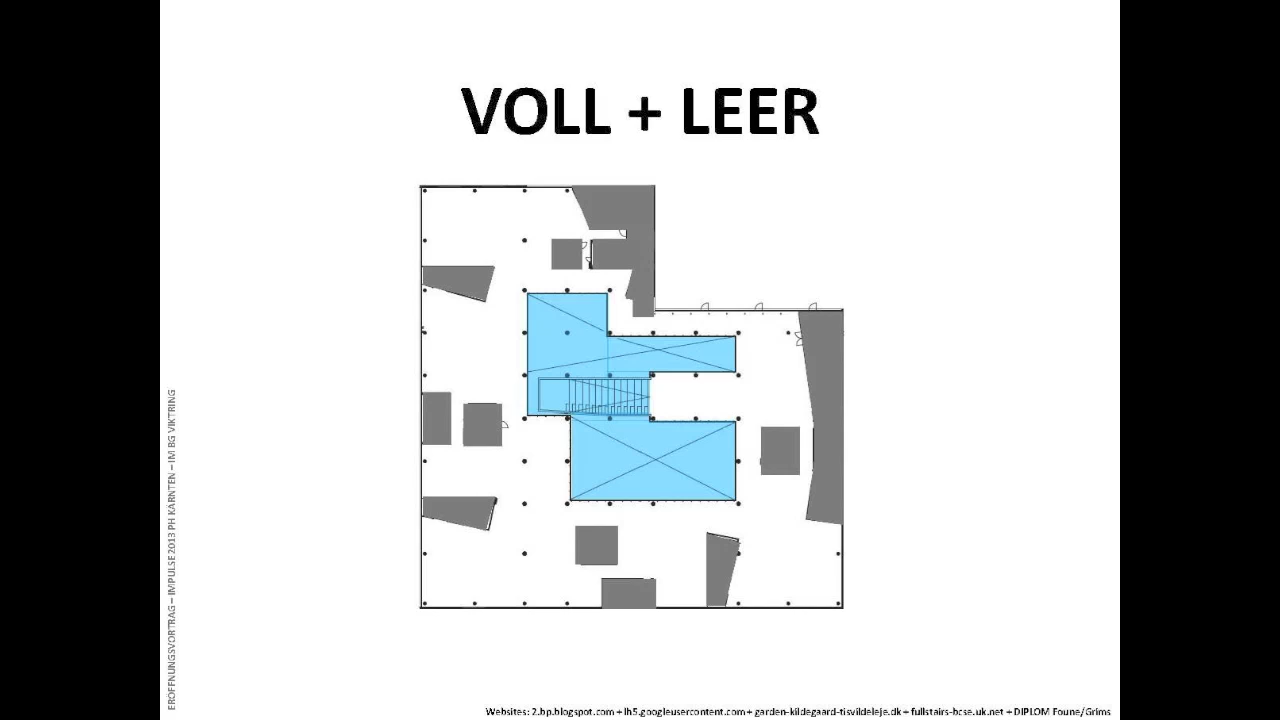 VOLL + LEER
ERÖFFNUNGSVORTRAG – IMPULSE 2013 PH KÄRNTEN – IM BG VIKTRING
Websites: 2.bp.blogspot.com + lh5.googleusercontent.com + garden-kildegaard-tisvildeleje.dk + fullstairs-bcse.uk.net + DIPLOM Foune/Grims